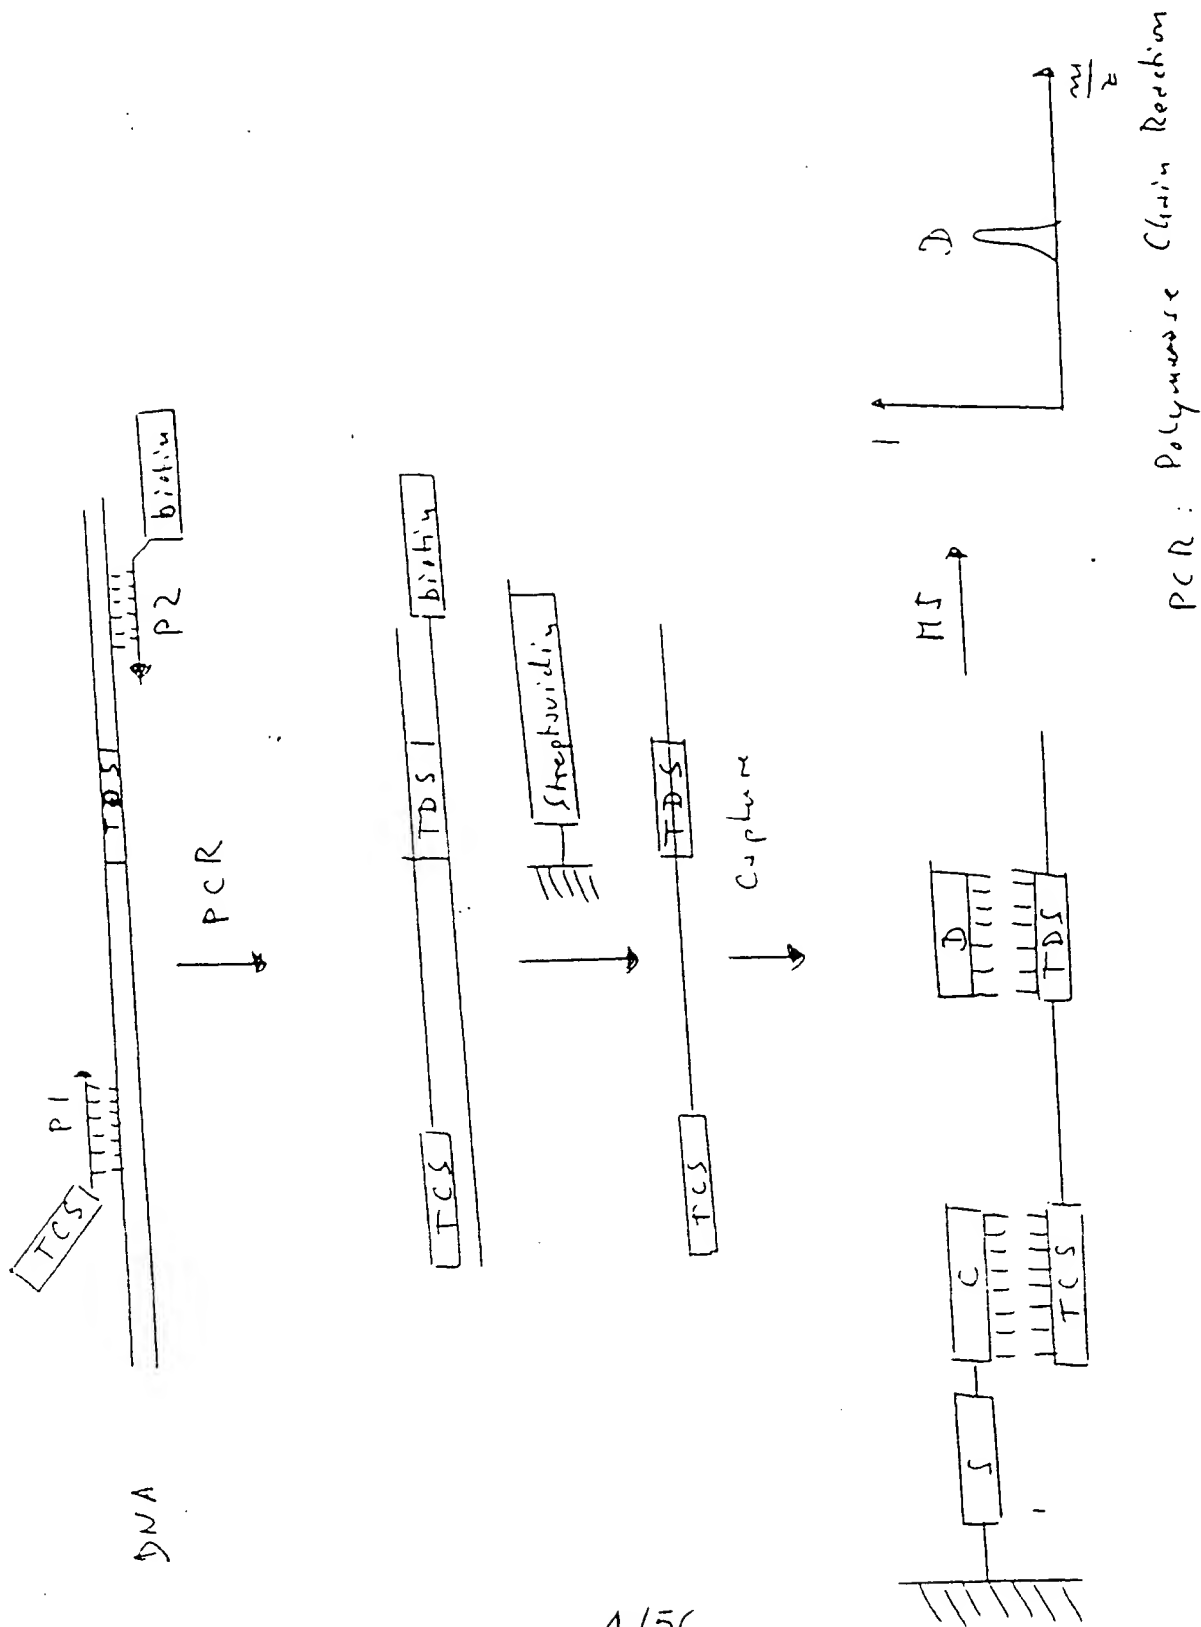 DNA
TCS
P1
TDS
P2
biotin
PCR
TCS
TDS
biotin
Streptavidin
TCS
TDS
Capture
S
C
TCS
D
TDS
MS
I
D
m/z
PCR : Polymerase Chain Reaction